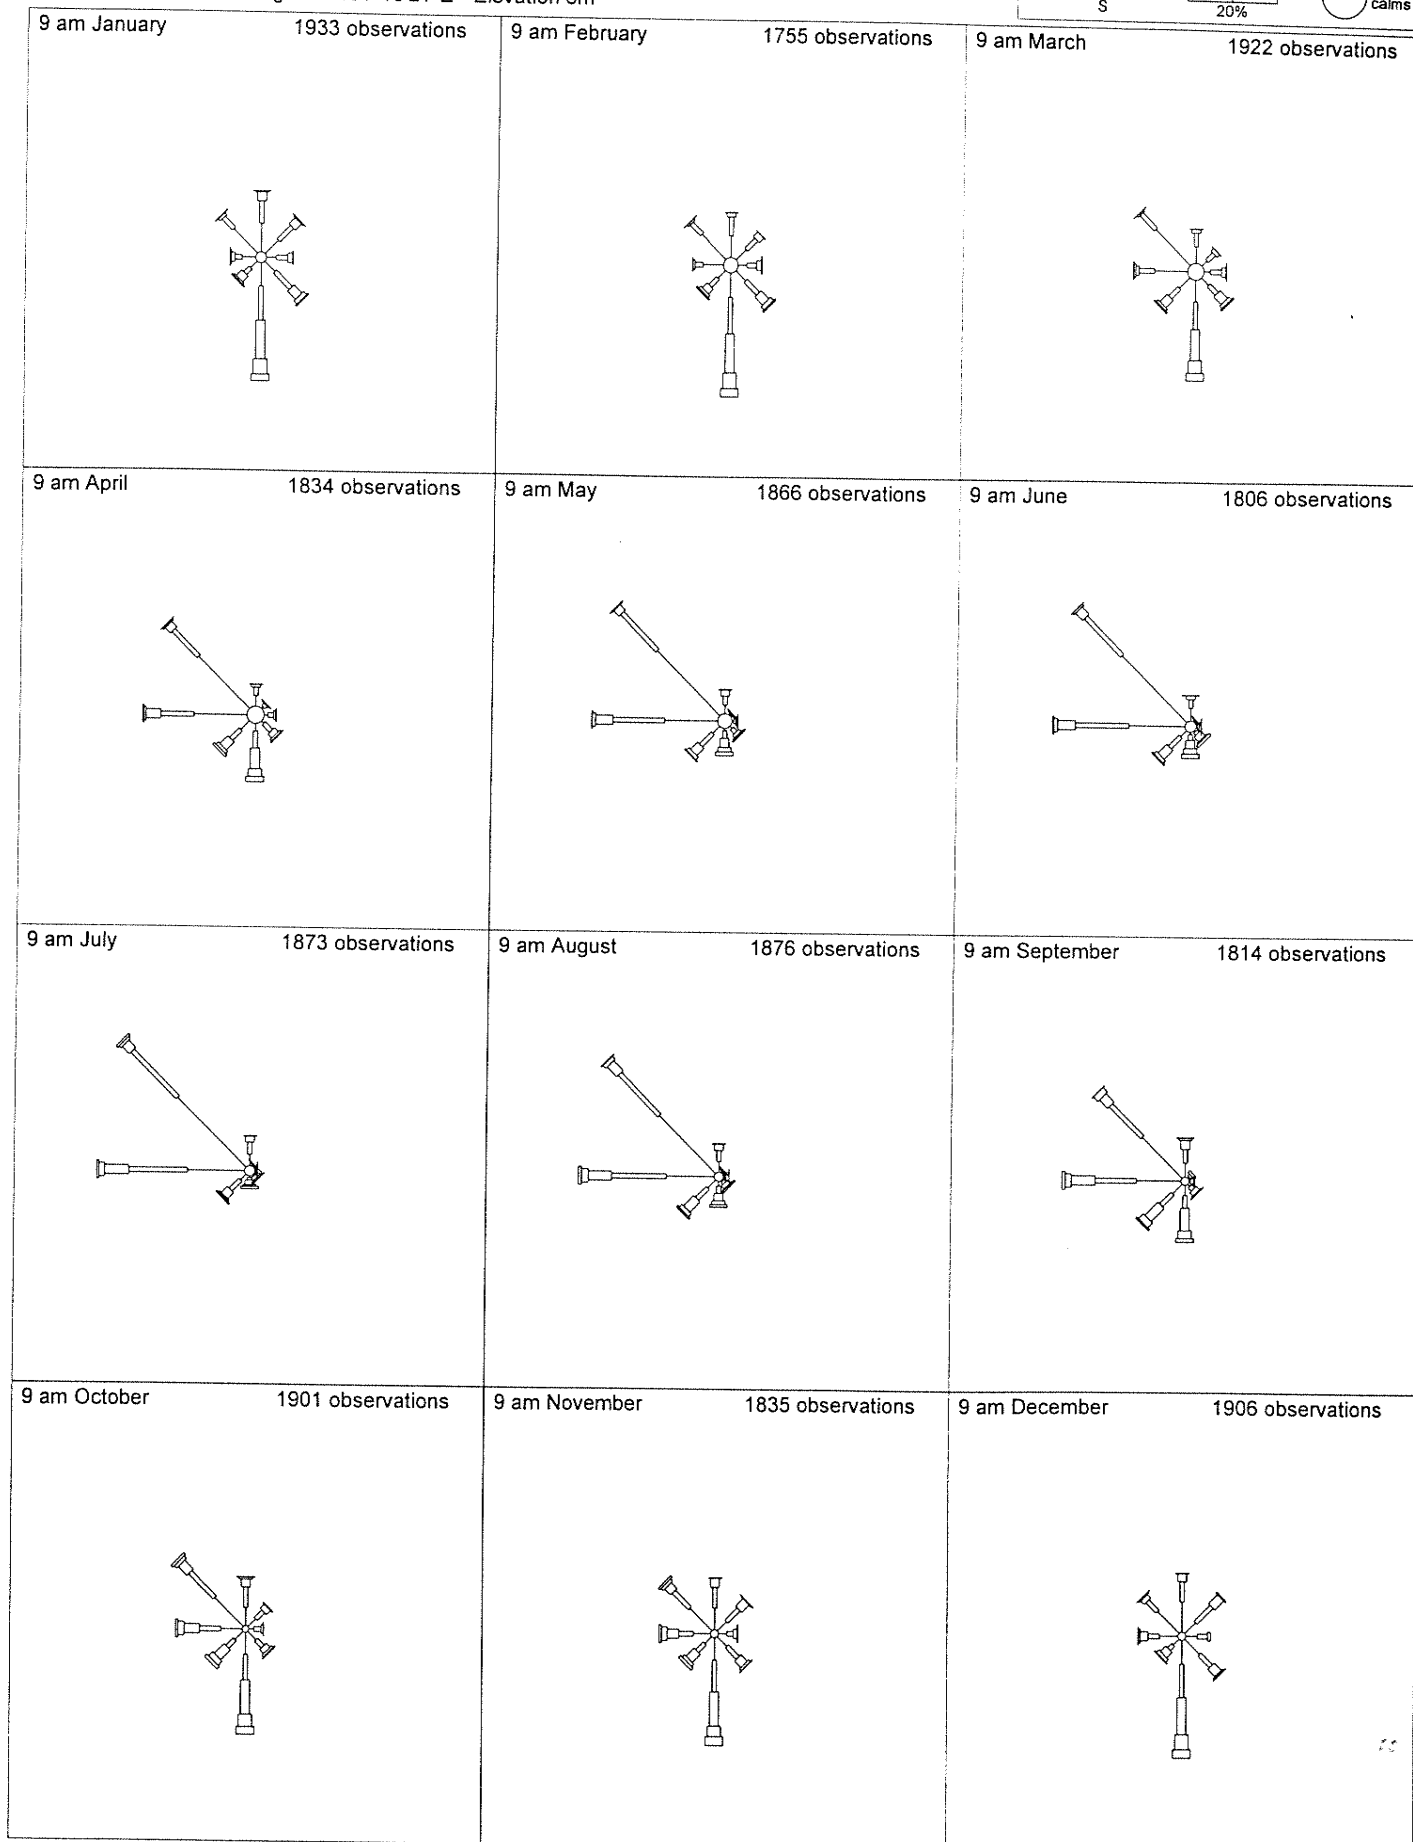 Elevation 6m
S
20%
calms
9 am January 1933 observations
9 am February 1755 observations
9 am March 1922 observations
9 am April 1834 observations
9 am May 1866 observations
9 am June 1806 observations
9 am July 1873 observations
9 am August 1876 observations
9 am September 1814 observations
9 am October 1901 observations
9 am November 1835 observations
9 am December 1906 observations